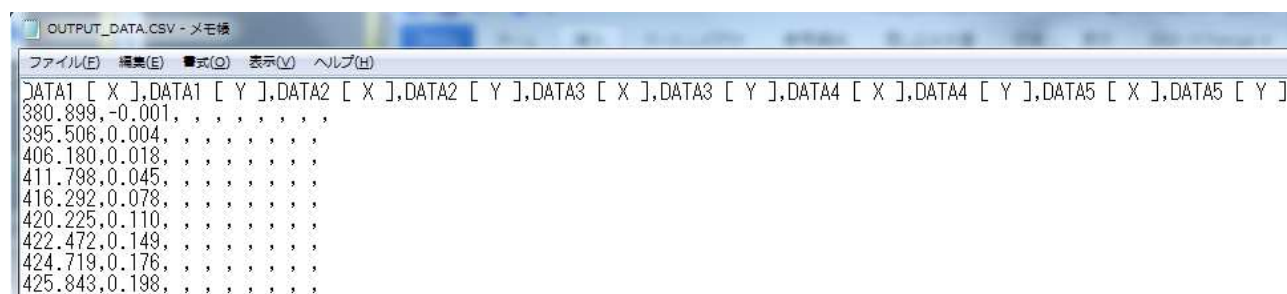 OUTPUT_DATA.CSV - メモ帳
ファイル(F) 編集(E) 書式(O) 表示(V) ヘルプ(H)
DATA1 [ X ],DATA1 [ Y ],DATA2 [ X ],DATA2 [ Y ],DATA3 [ X ],DATA3 [ Y ],DATA4 [ X ],DATA4 [ Y ],DATA5 [ X ],DATA5 [ Y ]
380.899,-0.001, , , , , , , ,
395.506,0.004, , , , , , , ,
406.180,0.018, , , , , , , ,
411.798,0.045, , , , , , , ,
416.292,0.078, , , , , , , ,
420.225,0.110, , , , , , , ,
422.472,0.149, , , , , , , ,
424.719,0.176, , , , , , , ,
425.843,0.198, , , , , , , ,